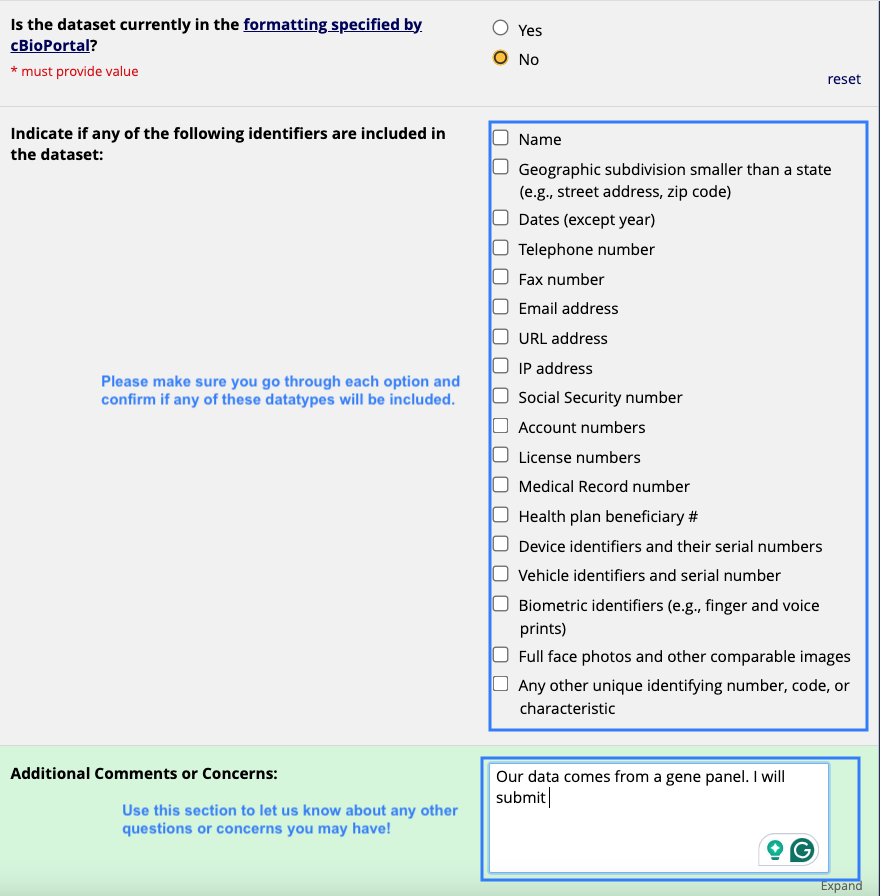 Is the dataset currently in the formatting specified by
cBioPortal?
* must provide value
Yes
No
reset
Indicate if any of the following identifiers are included in
the dataset:
Please make sure you go through each option and
confirm if any of these datatypes will be included.
Name
Geographic subdivision smaller than a state
(e.g., street address, zip code)
Dates (except year)
Telephone number
Fax number
Email address
URL address
IP address
Social Security number
Account numbers
License numbers
Medical Record number
Health plan beneficiary #
Device identifiers and their serial numbers
Vehicle identifiers and serial number
Biometric identifiers (e.g., finger and voice
prints)
Full face photos and other comparable images
Any other unique identifying number, code, or
characteristic
Additional Comments or Concerns:
Use this section to let us know about any other
questions or concerns you may have!
Our data comes from a gene panel. I will
submit
Expand